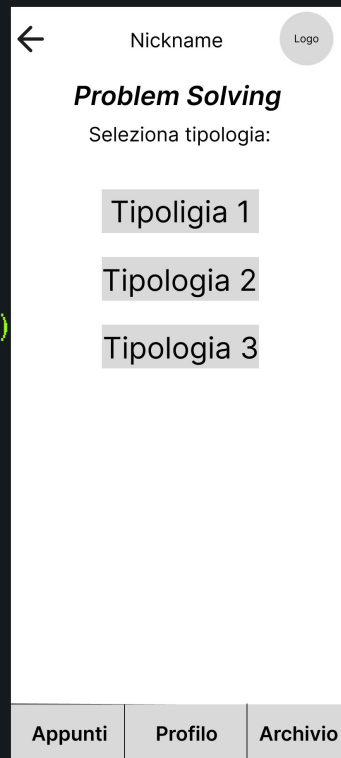 Nickname
Logo
Problem Solving
Seleziona tipologia:
Tipoligia 1
Tipologia 2
Tipologia 3
Appunti Profilo Archivio